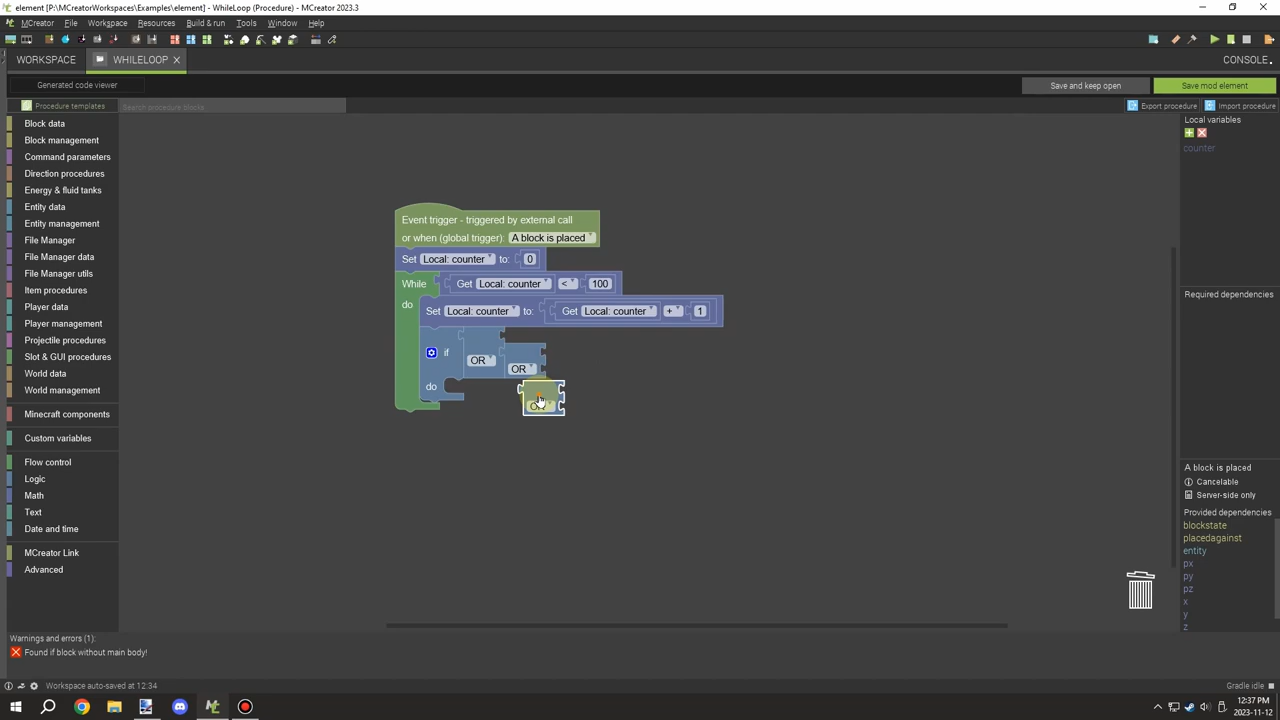 element [P:\MCreatorWorkspaces\Examples\element] - WhileLoop (Procedure) - MCreator 2023.3
MCreator File Workspace Resources Build & run Tools Window Help
WORKSPACE WHILELOOP CONSOLE
Generated code viewer Save and keep open Save mod element
Procedure templates Search procedure blocks Export procedure Import procedure
Block data
Block management
Command parameters
Direction procedures
Energy & fluid tanks
Entity data
Entity management
File Manager
File Manager data
File Manager utils
Item procedures
Player data
Player management
Projectile procedures
Slot & GUI procedures
World data
World management
Minecraft components
Custom variables
Flow control
Logic
Math
Text
Date and time
MCreator Link
Advanced
Event trigger - triggered by external call
or when (global trigger): A block is placed
Set Local: counter to: 0
While Get Local: counter < 100
do
Set Local: counter to: Get Local: counter + 1
if OR OR
do
Local variables
counter
Required dependencies
A block is placed
Cancelable
Server-side only
Provided dependencies
blockstate
placedagainst
entity
px
py
pz
x
y
z
Warnings and errors (1):
Found if block without main body!
Workspace auto-saved at 12:34 Gradle idle
12:37 PM
2023-11-12